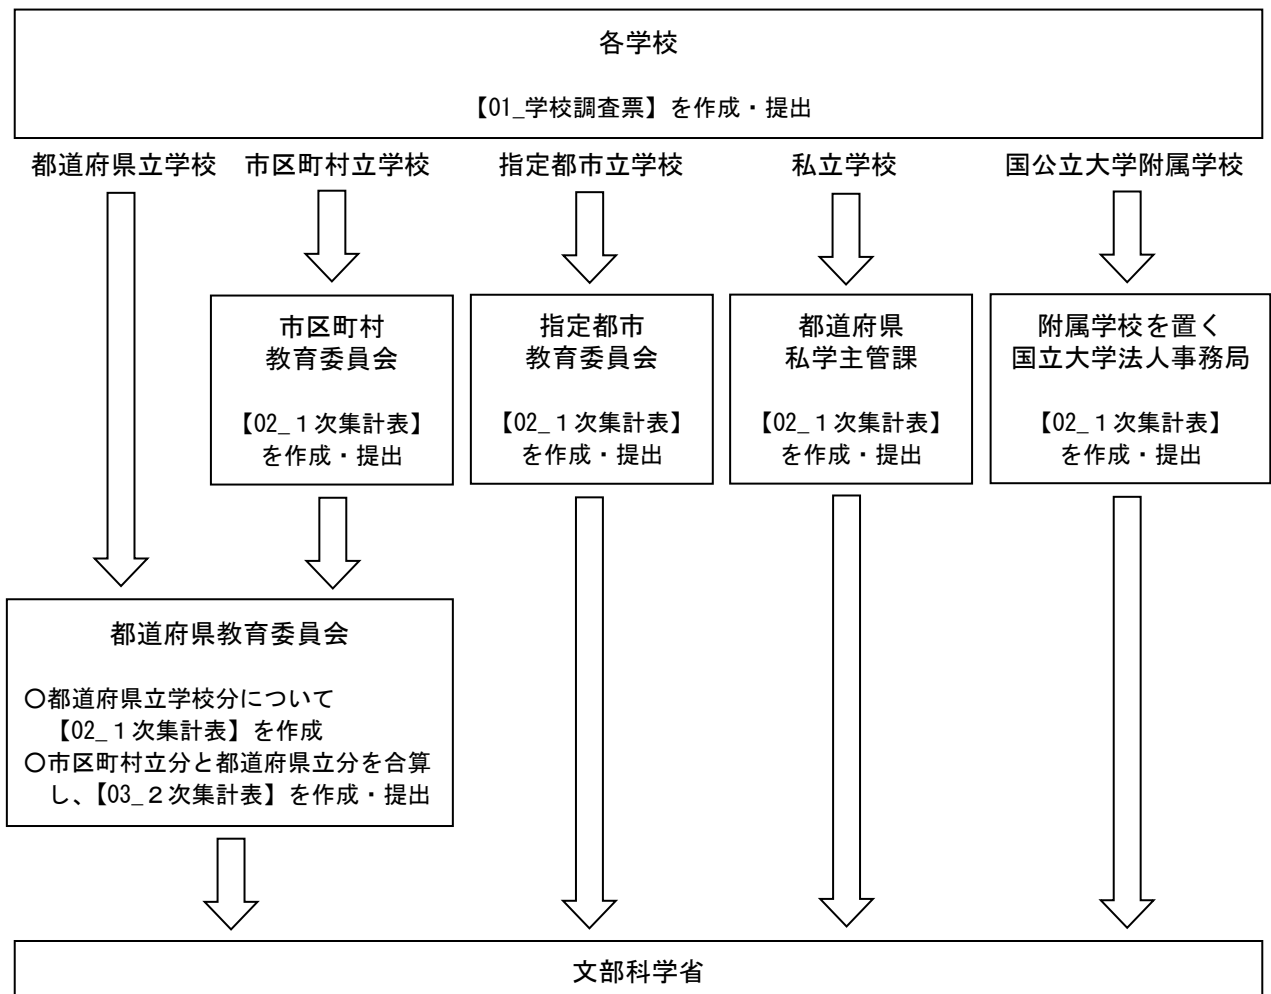 各学校
【01_学校調査票】を作成・提出
都道府県立学校
市区町村立学校
指定都市立学校
私立学校
国公立大学附属学校
市区町村
教育委員会
【02_１次集計表】
を作成・提出
指定都市
教育委員会
【02_１次集計表】
を作成・提出
都道府県
私学主管課
【02_１次集計表】
を作成・提出
附属学校を置く
国立大学法人事務局
【02_１次集計表】
を作成・提出
都道府県教育委員会
○都道府県立学校分について
【02_１次集計表】を作成
○市区町村立分と都道府県立分を合算
し、【03_２次集計表】を作成・提出
文部科学省